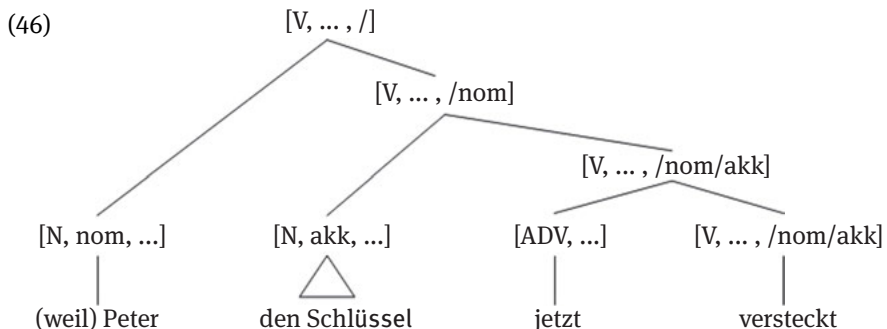 (46) [V, ... , /]
[V, ... , /nom]
[V, ... , /nom/akk]
[N, nom, ...] [N, akk, ...] [ADV, ...] [V, ... , /nom/akk]
(weil) Peter den Schlüssel jetzt versteckt